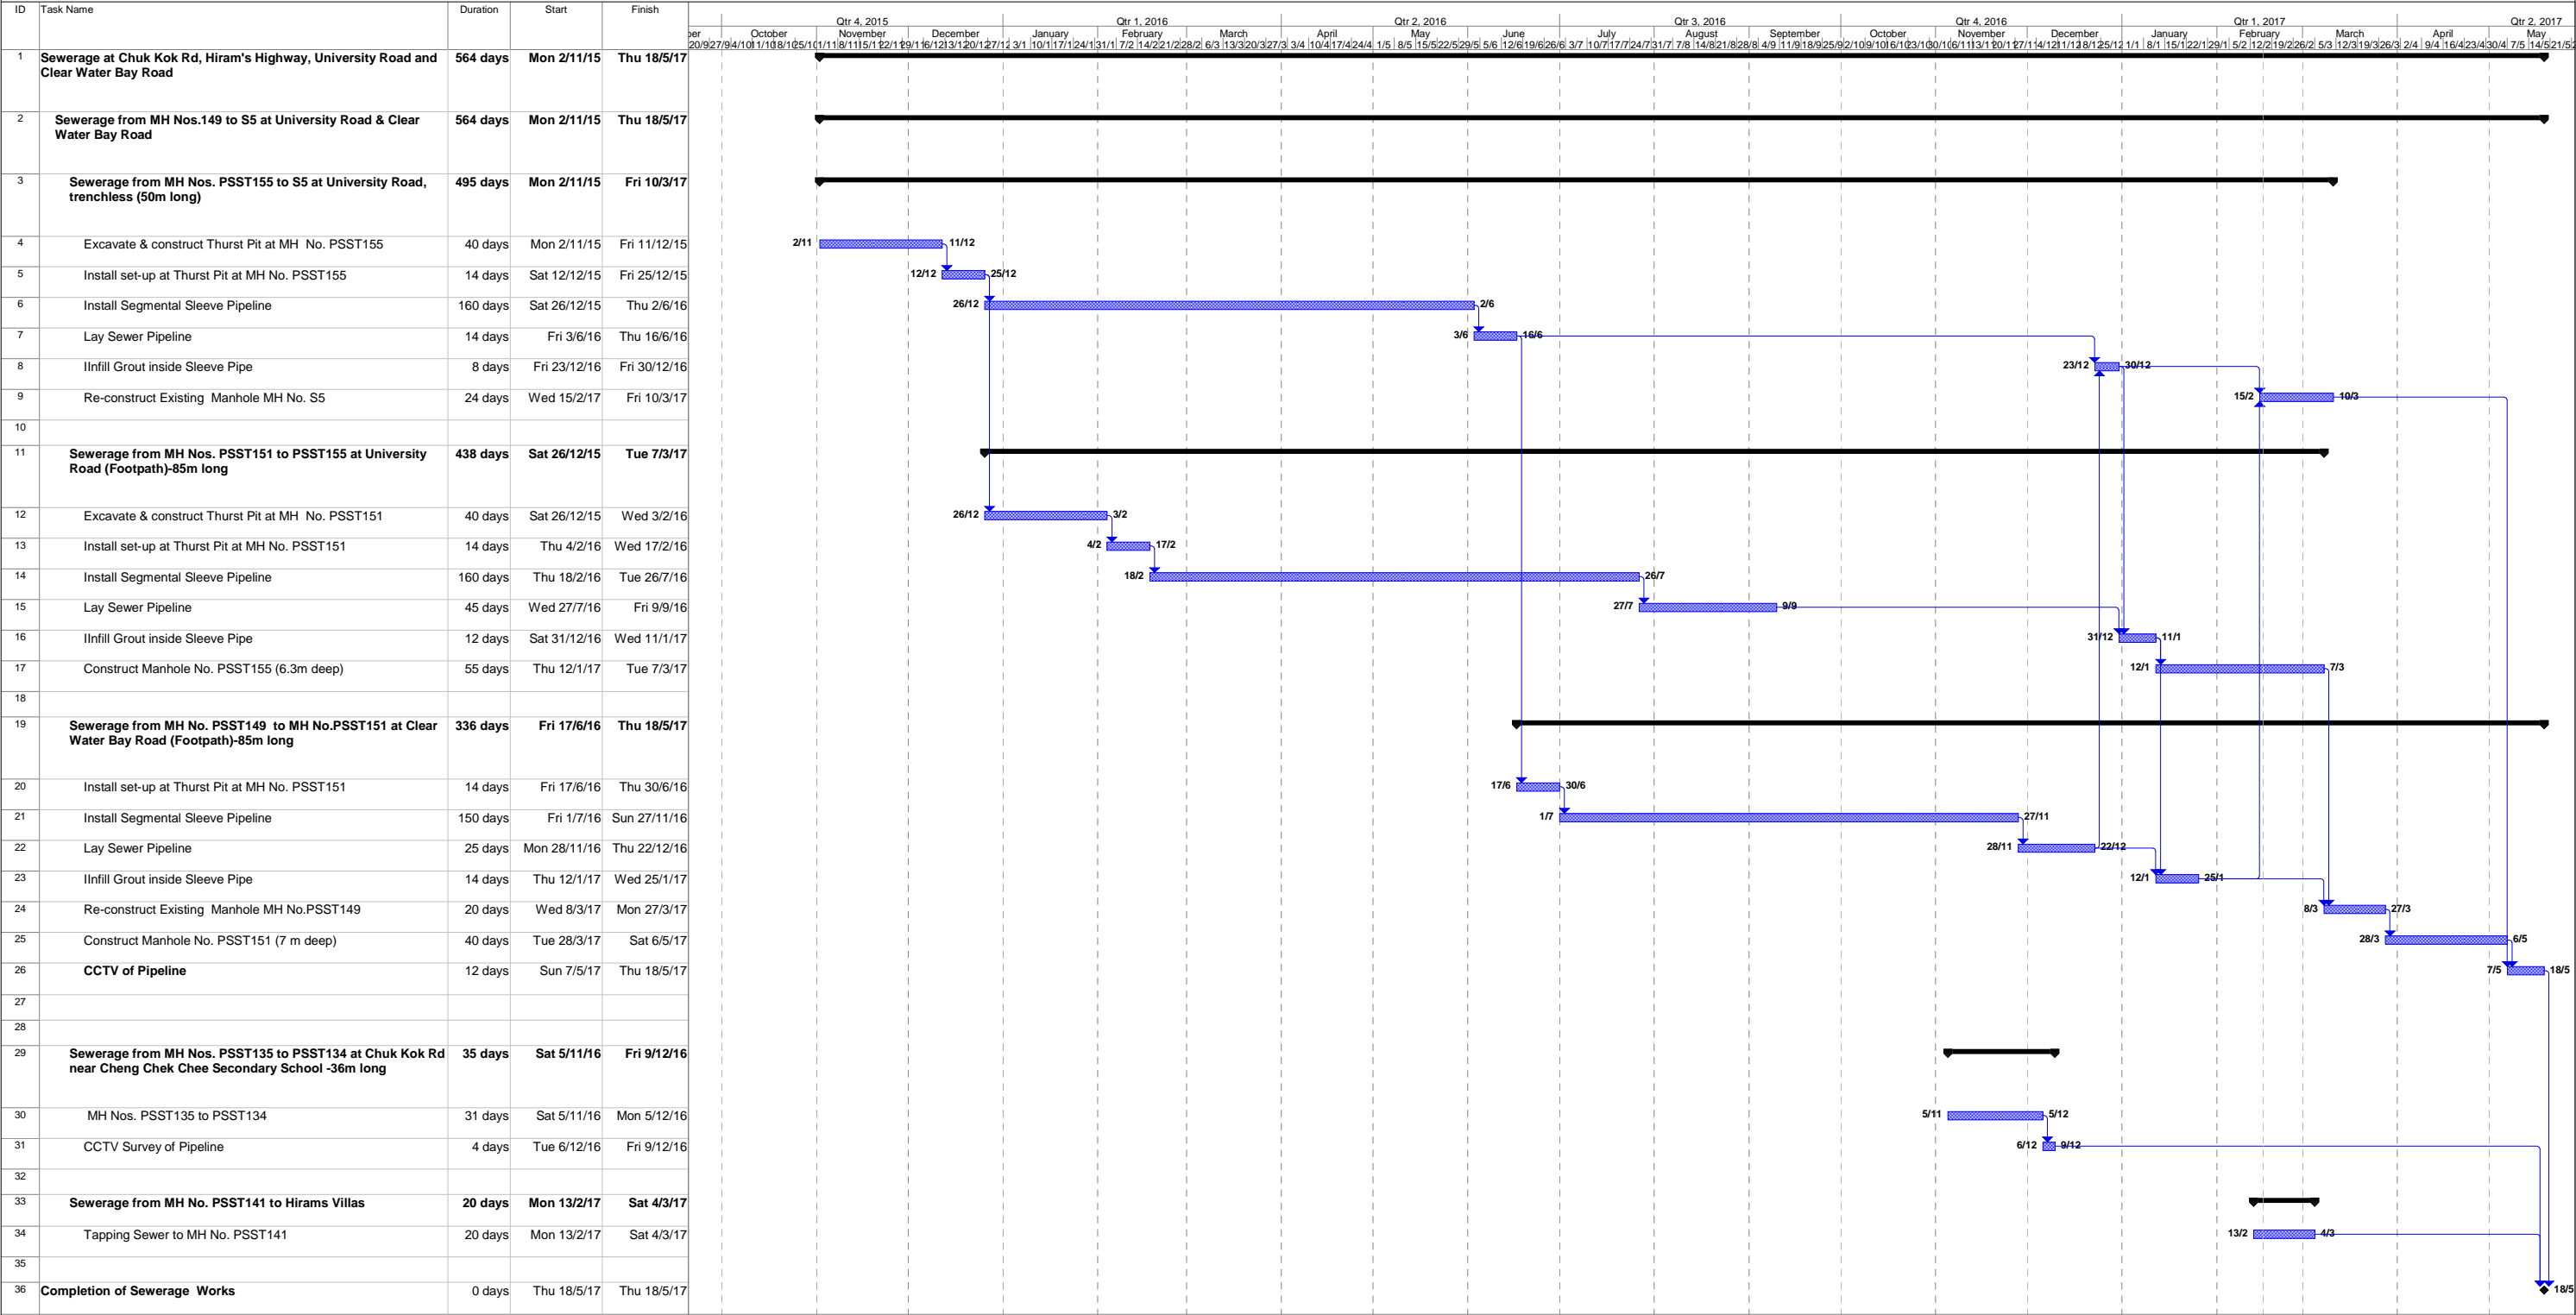 ID Task Name Duration Start Finish
Qtr 4, 2015 Qtr 1, 2016 Qtr 2, 2016 Qtr 3, 2016 Qtr 4, 2016 Qtr 1, 2017 Qtr 2, 2017
October November December January February March April May June July August September October November December January February March April May
1 Sewerage at Chuk Kok Rd, Hiram's Highway, University Road and 564 days Mon 2/11/15 Thu 18/5/17
Clear Water Bay Road
2 Sewerage from MH Nos.149 to S5 at University Road & Clear 564 days Mon 2/11/15 Thu 18/5/17
Water Bay Road
3 Sewerage from MH Nos. PSST155 to S5 at University Road, 495 days Mon 2/11/15 Fri 10/3/17
trenchless (50m long)
4 Excavate & construct Thurst Pit at MH No. PSST155 40 days Mon 2/11/15 Fri 11/12/15 2/11 11/12
5 Install set-up at Thurst Pit at MH No. PSST155 14 days Sat 12/12/15 Fri 25/12/15 12/12 25/12
6 Install Segmental Sleeve Pipeline 160 days Sat 26/12/15 Thu 2/6/16 26/12 2/6
7 Lay Sewer Pipeline 14 days Fri 3/6/16 Thu 16/6/16 3/6 16/6
8 IInfill Grout inside Sleeve Pipe 8 days Fri 23/12/16 Fri 30/12/16 23/12 30/12
9 Re-construct Existing Manhole MH No. S5 24 days Wed 15/2/17 Fri 10/3/17 15/2 10/3
10
11 Sewerage from MH Nos. PSST151 to PSST155 at University 438 days Sat 26/12/15 Tue 7/3/17
Road (Footpath)-85m long
12 Excavate & construct Thurst Pit at MH No. PSST151 40 days Sat 26/12/15 Wed 3/2/16 26/12 3/2
13 Install set-up at Thurst Pit at MH No. PSST151 14 days Thu 4/2/16 Wed 17/2/16 4/2 17/2
14 Install Segmental Sleeve Pipeline 160 days Thu 18/2/16 Tue 26/7/16 18/2 26/7
15 Lay Sewer Pipeline 45 days Wed 27/7/16 Fri 9/9/16 27/7 9/9
16 IInfill Grout inside Sleeve Pipe 12 days Sat 31/12/16 Wed 11/1/17 31/12 11/1
17 Construct Manhole No. PSST155 (6.3m deep) 55 days Thu 12/1/17 Tue 7/3/17 12/1 7/3
18
19 Sewerage from MH No. PSST149 to MH No.PSST151 at Clear 336 days Fri 17/6/16 Thu 18/5/17
Water Bay Road (Footpath)-85m long
20 Install set-up at Thurst Pit at MH No. PSST151 14 days Fri 17/6/16 Thu 30/6/16 17/6 30/6
21 Install Segmental Sleeve Pipeline 150 days Fri 1/7/16 Sun 27/11/16 1/7 27/11
22 Lay Sewer Pipeline 25 days Mon 28/11/16 Thu 22/12/16 28/11 22/12
23 IInfill Grout inside Sleeve Pipe 14 days Thu 12/1/17 Wed 25/1/17 12/1 25/1
24 Re-construct Existing Manhole MH No.PSST149 20 days Wed 8/3/17 Mon 27/3/17 8/3 27/3
25 Construct Manhole No. PSST151 (7 m deep) 40 days Tue 28/3/17 Sat 6/5/17 28/3 6/5
26 CCTV of Pipeline 12 days Sun 7/5/17 Thu 18/5/17 7/5 18/5
27
28
29 Sewerage from MH Nos. PSST135 to PSST134 at Chuk Kok Rd 35 days Sat 5/11/16 Fri 9/12/16
near Cheng Chek Chee Secondary School -36m long
30 MH Nos. PSST135 to PSST134 31 days Sat 5/11/16 Mon 5/12/16 5/11 5/12
31 CCTV Survey of Pipeline 4 days Tue 6/12/16 Fri 9/12/16 6/12 9/12
32
33 Sewerage from MH No. PSST141 to Hirams Villas 20 days Mon 13/2/17 Sat 4/3/17
34 Tapping Sewer to MH No. PSST141 20 days Mon 13/2/17 Sat 4/3/17 13/2 4/3
35
36 Completion of Sewerage Works 0 days Thu 18/5/17 Thu 18/5/17 18/5